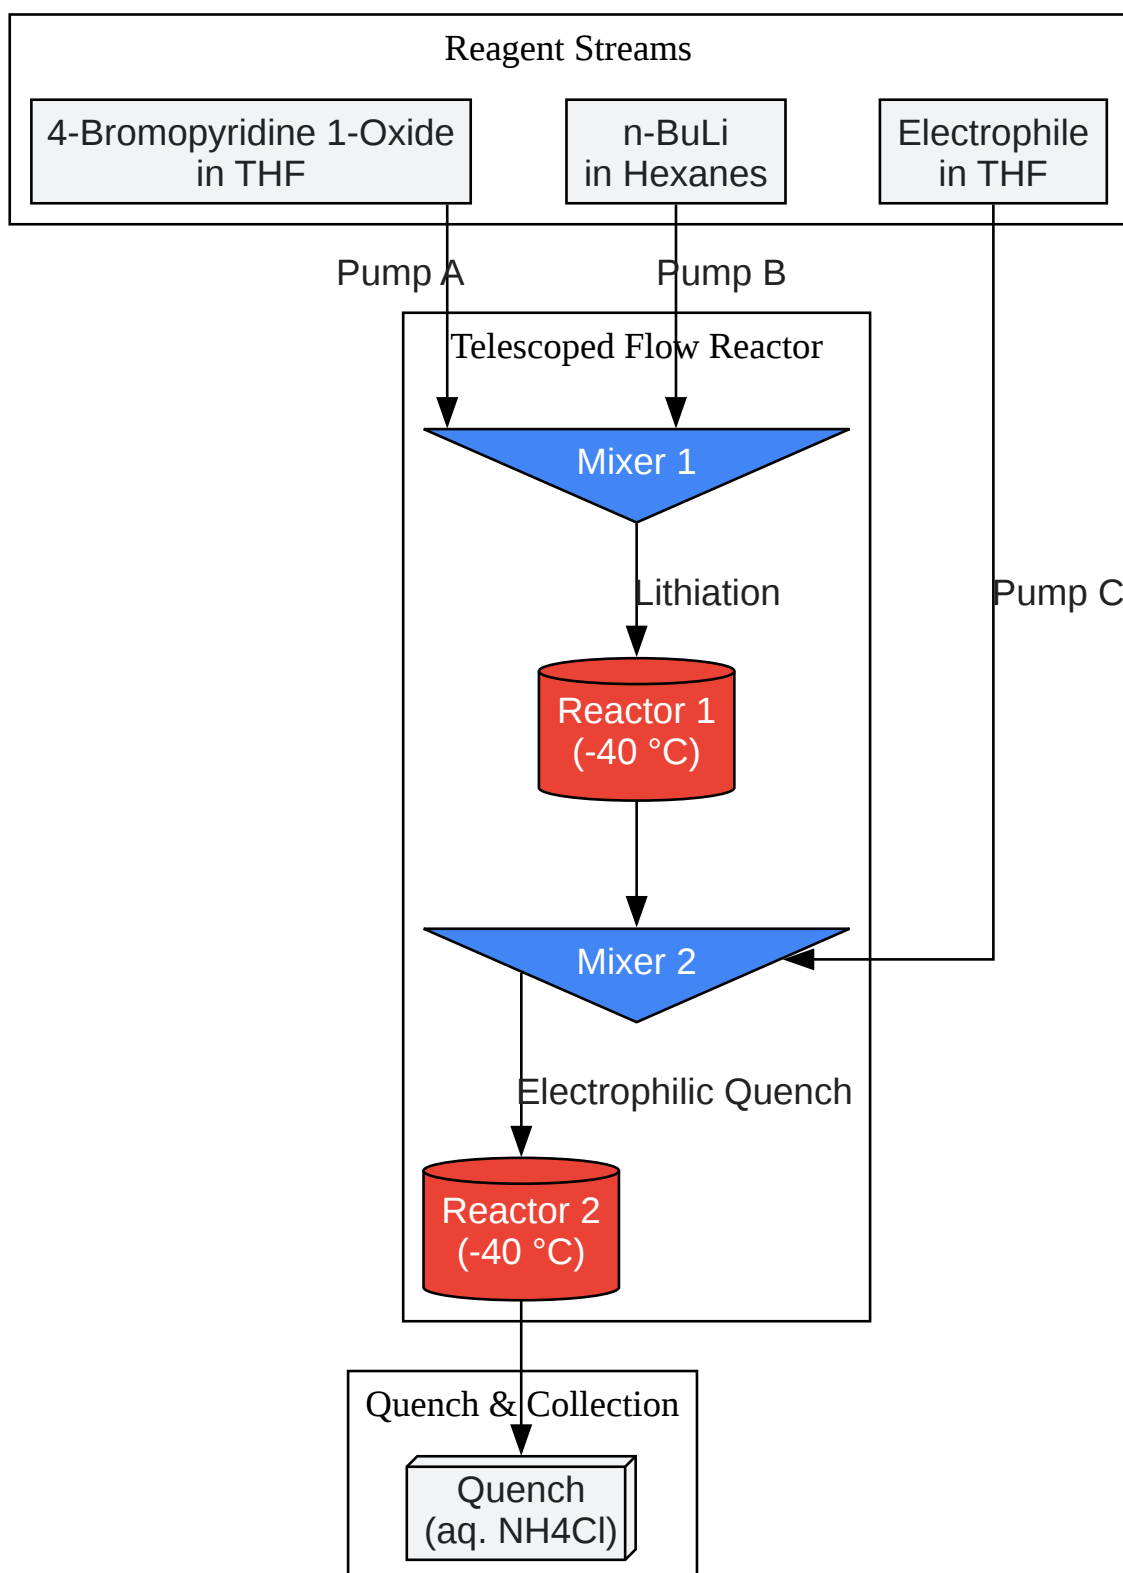 Reagent Streams
4-Bromopyridine 1-Oxide
in THF
n-BuLi
in Hexanes
Electrophile
in THF
Pump A
Pump B
Telescoped Flow Reactor
Mixer 1
Lithiation
Pump C
Reactor 1
(-40 °C)
Mixer 2
Electrophilic Quench
Reactor 2
(-40 °C)
Quench & Collection
Quench
(aq. NH4Cl)